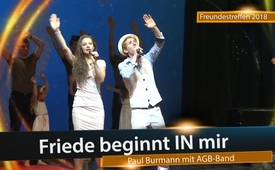 Freundestreffen 2018
Friede beginnt IN mir
Paul Burmann mit AGB-Band